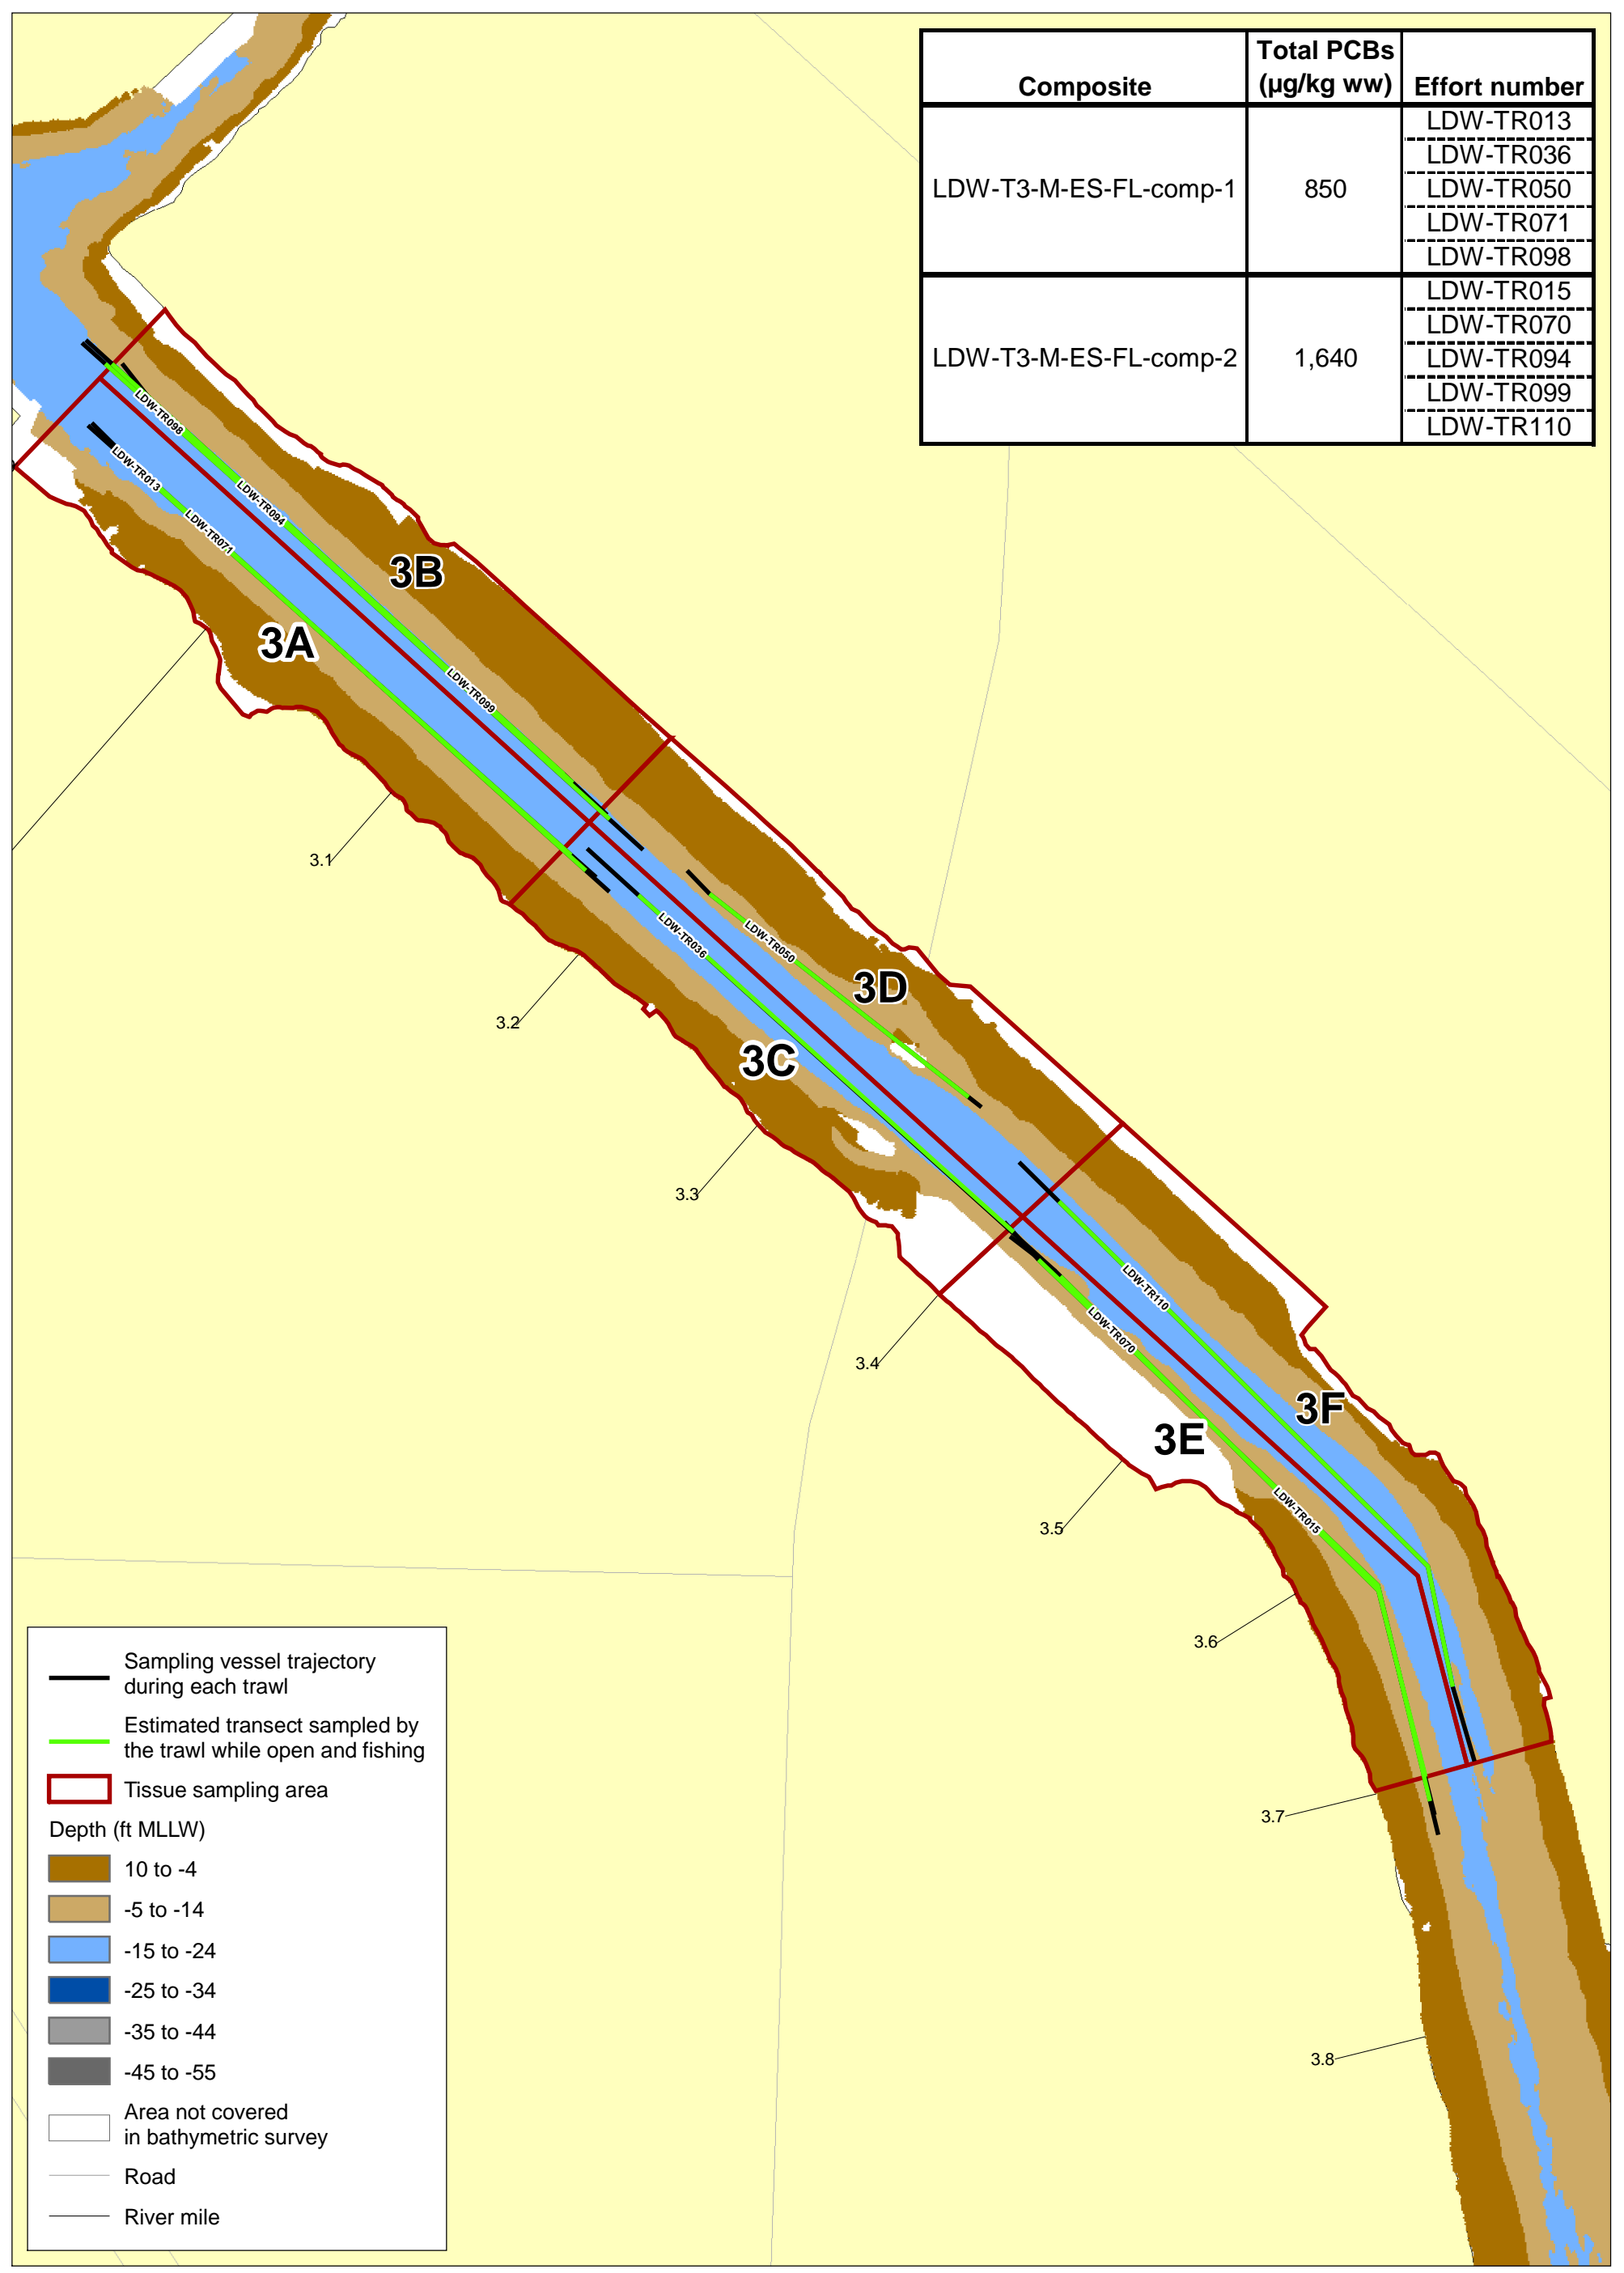 Total PCBs
Composite (µg/kg ww) Effort number
LDW-T3-M-ES-FL-comp-1 850
LDW-TR013
LDW-TR036
LDW-TR050
LDW-TR071
LDW-TR098
LDW-T3-M-ES-FL-comp-2 1,640
LDW-TR015
LDW-TR070
LDW-TR094
LDW-TR099
LDW-TR110
LDW-TR098
LDW-TR013
LDW-TR094
LDW-TR071
3B
3A
LDW-TR099
3.1
LDW-TR036
LDW-TR050
3D
3.2
3C
3.3
LDW-TR110
LDW-TR070
3.4
3F
3E
LDW-TR015
3.5
3.6
3.7
3.8
Sampling vessel trajectory
during each trawl
Estimated transect sampled by
the trawl while open and fishing
Tissue sampling area
Depth (ft MLLW)
10 to -4
-5 to -14
-15 to -24
-25 to -34
-35 to -44
-45 to -55
Area not covered
in bathymetric survey
Road
River mile